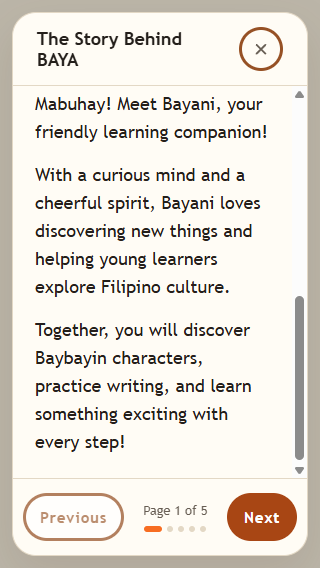 The Story Behind
BAYA
Mabuhay! Meet Bayani, your
friendly learning companion!
With a curious mind and a
cheerful spirit, Bayani loves
discovering new things and
helping young learners
explore Filipino culture.
Together, you will discover
Baybayin characters,
practice writing, and learn
something exciting with
every step!
Previous
Page 1 of 5
Next